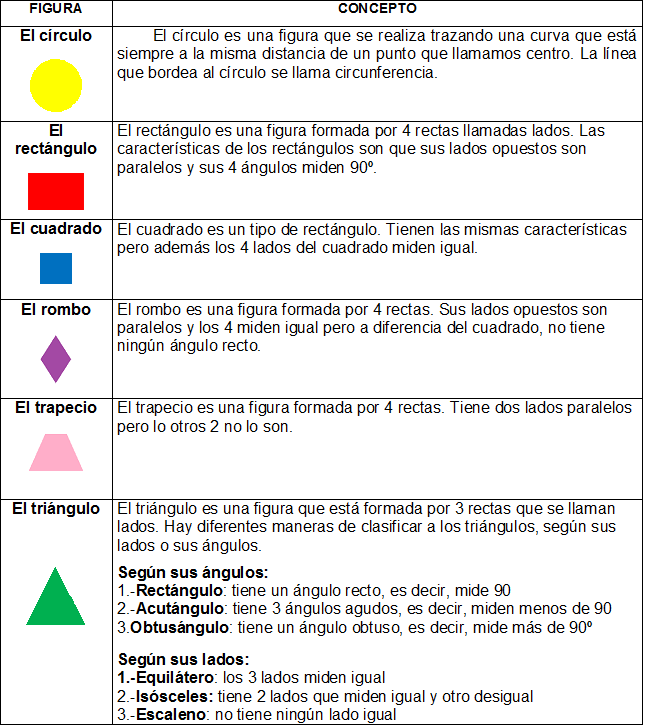 FIGURA
CONCEPTO
El círculo
El círculo es una figura que se realiza trazando una curva que está
siempre a la misma distancia de un punto que llamamos centro. La línea
que bordea al círculo se llama circunferencia.
El
rectángulo
El rectángulo es una figura formada por 4 rectas llamadas lados. Las
características de los rectángulos son que sus lados opuestos son
paralelos y sus 4 ángulos miden 90º.
El cuadrado
El cuadrado es un tipo de rectángulo. Tienen las mismas características
pero además los 4 lados del cuadrado miden igual.
El rombo
El rombo es una figura formada por 4 rectas. Sus lados opuestos son
paralelos y los 4 miden igual pero a diferencia del cuadrado, no tiene
ningún ángulo recto.
El trapecio
El trapecio es una figura formada por 4 rectas. Tiene dos lados paralelos
pero lo otros 2 no lo son.
El triángulo
El triángulo es una figura que está formada por 3 rectas que se llaman
lados. Hay diferentes maneras de clasificar a los triángulos, según sus
lados o sus ángulos.
Según sus ángulos:
1.-Rectángulo: tiene un ángulo recto, es decir, mide 90
2.-Acutángulo: tiene 3 ángulos agudos, es decir, miden menos de 90
3.Obtusángulo: tiene un ángulo obtuso, es decir, mide más de 90º
Según sus lados:
1.-Equilátero: los 3 lados miden igual
2.-Isósceles: tiene 2 lados que miden igual y otro desigual
3.-Escaleno: no tiene ningún lado igual